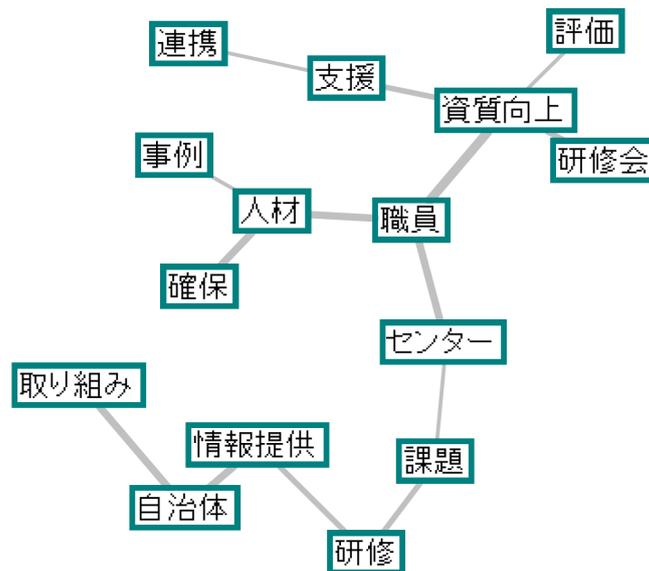 評価
連携
支援
資質向上
事例
研修会
人材
職員
確保
センター
取り組み
情報提供
課題
自治体
研修